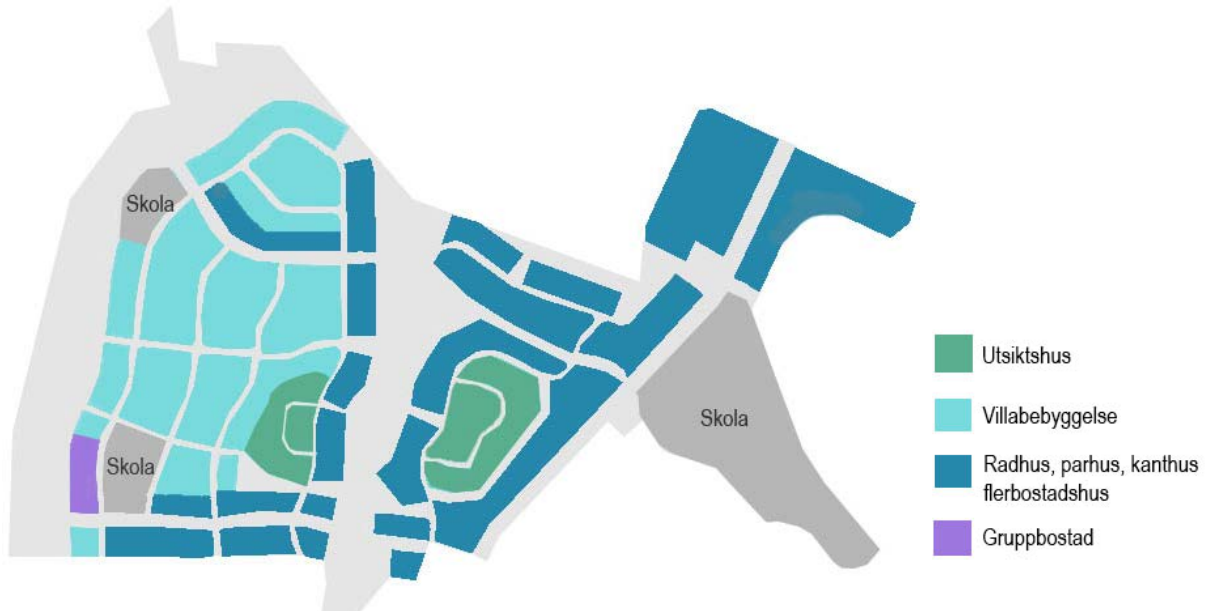 Skola
Skola
Skola
Utsiktshus
Villabebyggelse
Radhus, parhus, kanthus
flerbostadshus
Gruppbostad